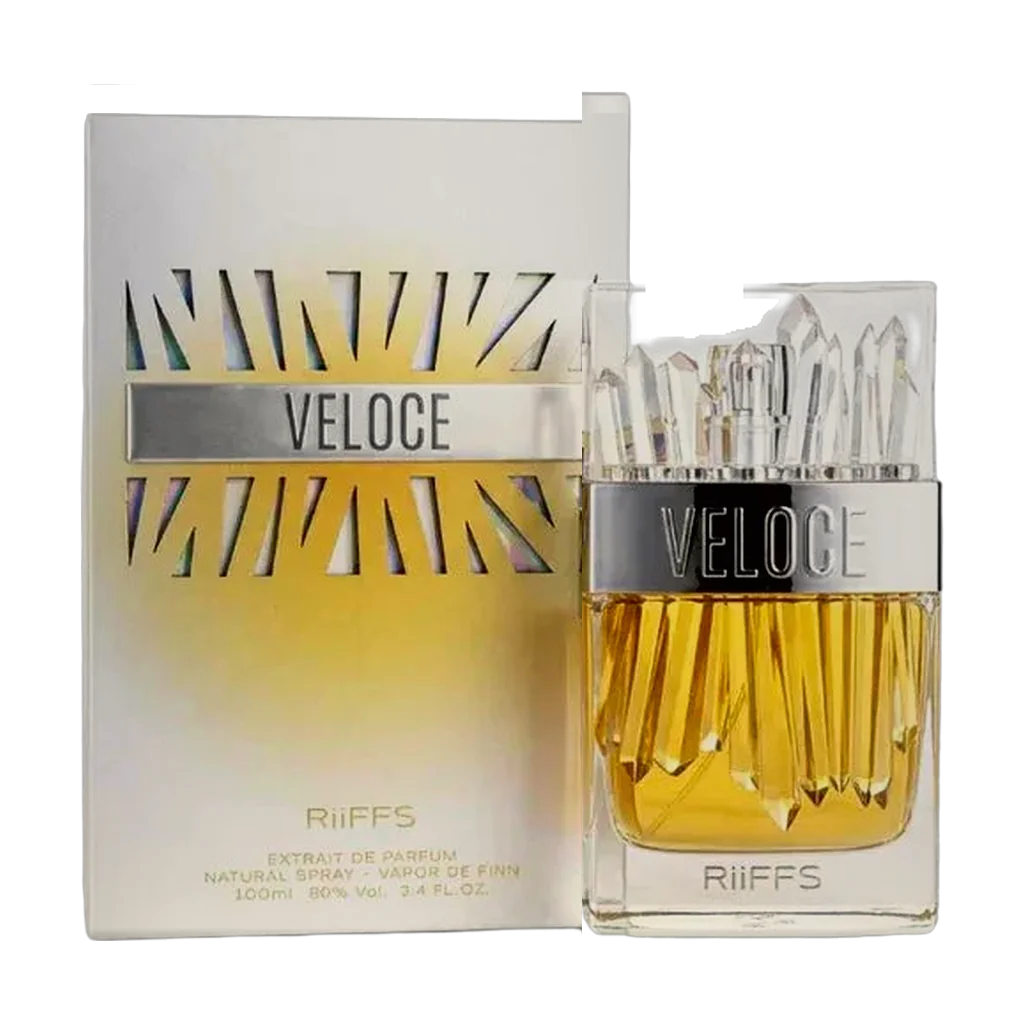 VELOCE
RiiFFS
EXTRAIT DE PARFUM
NATURAL SPRAY - VAPOR DE FINN
100ml 80% Vol. 3.4 FL.OZ.
VELOCE
RiiFFS